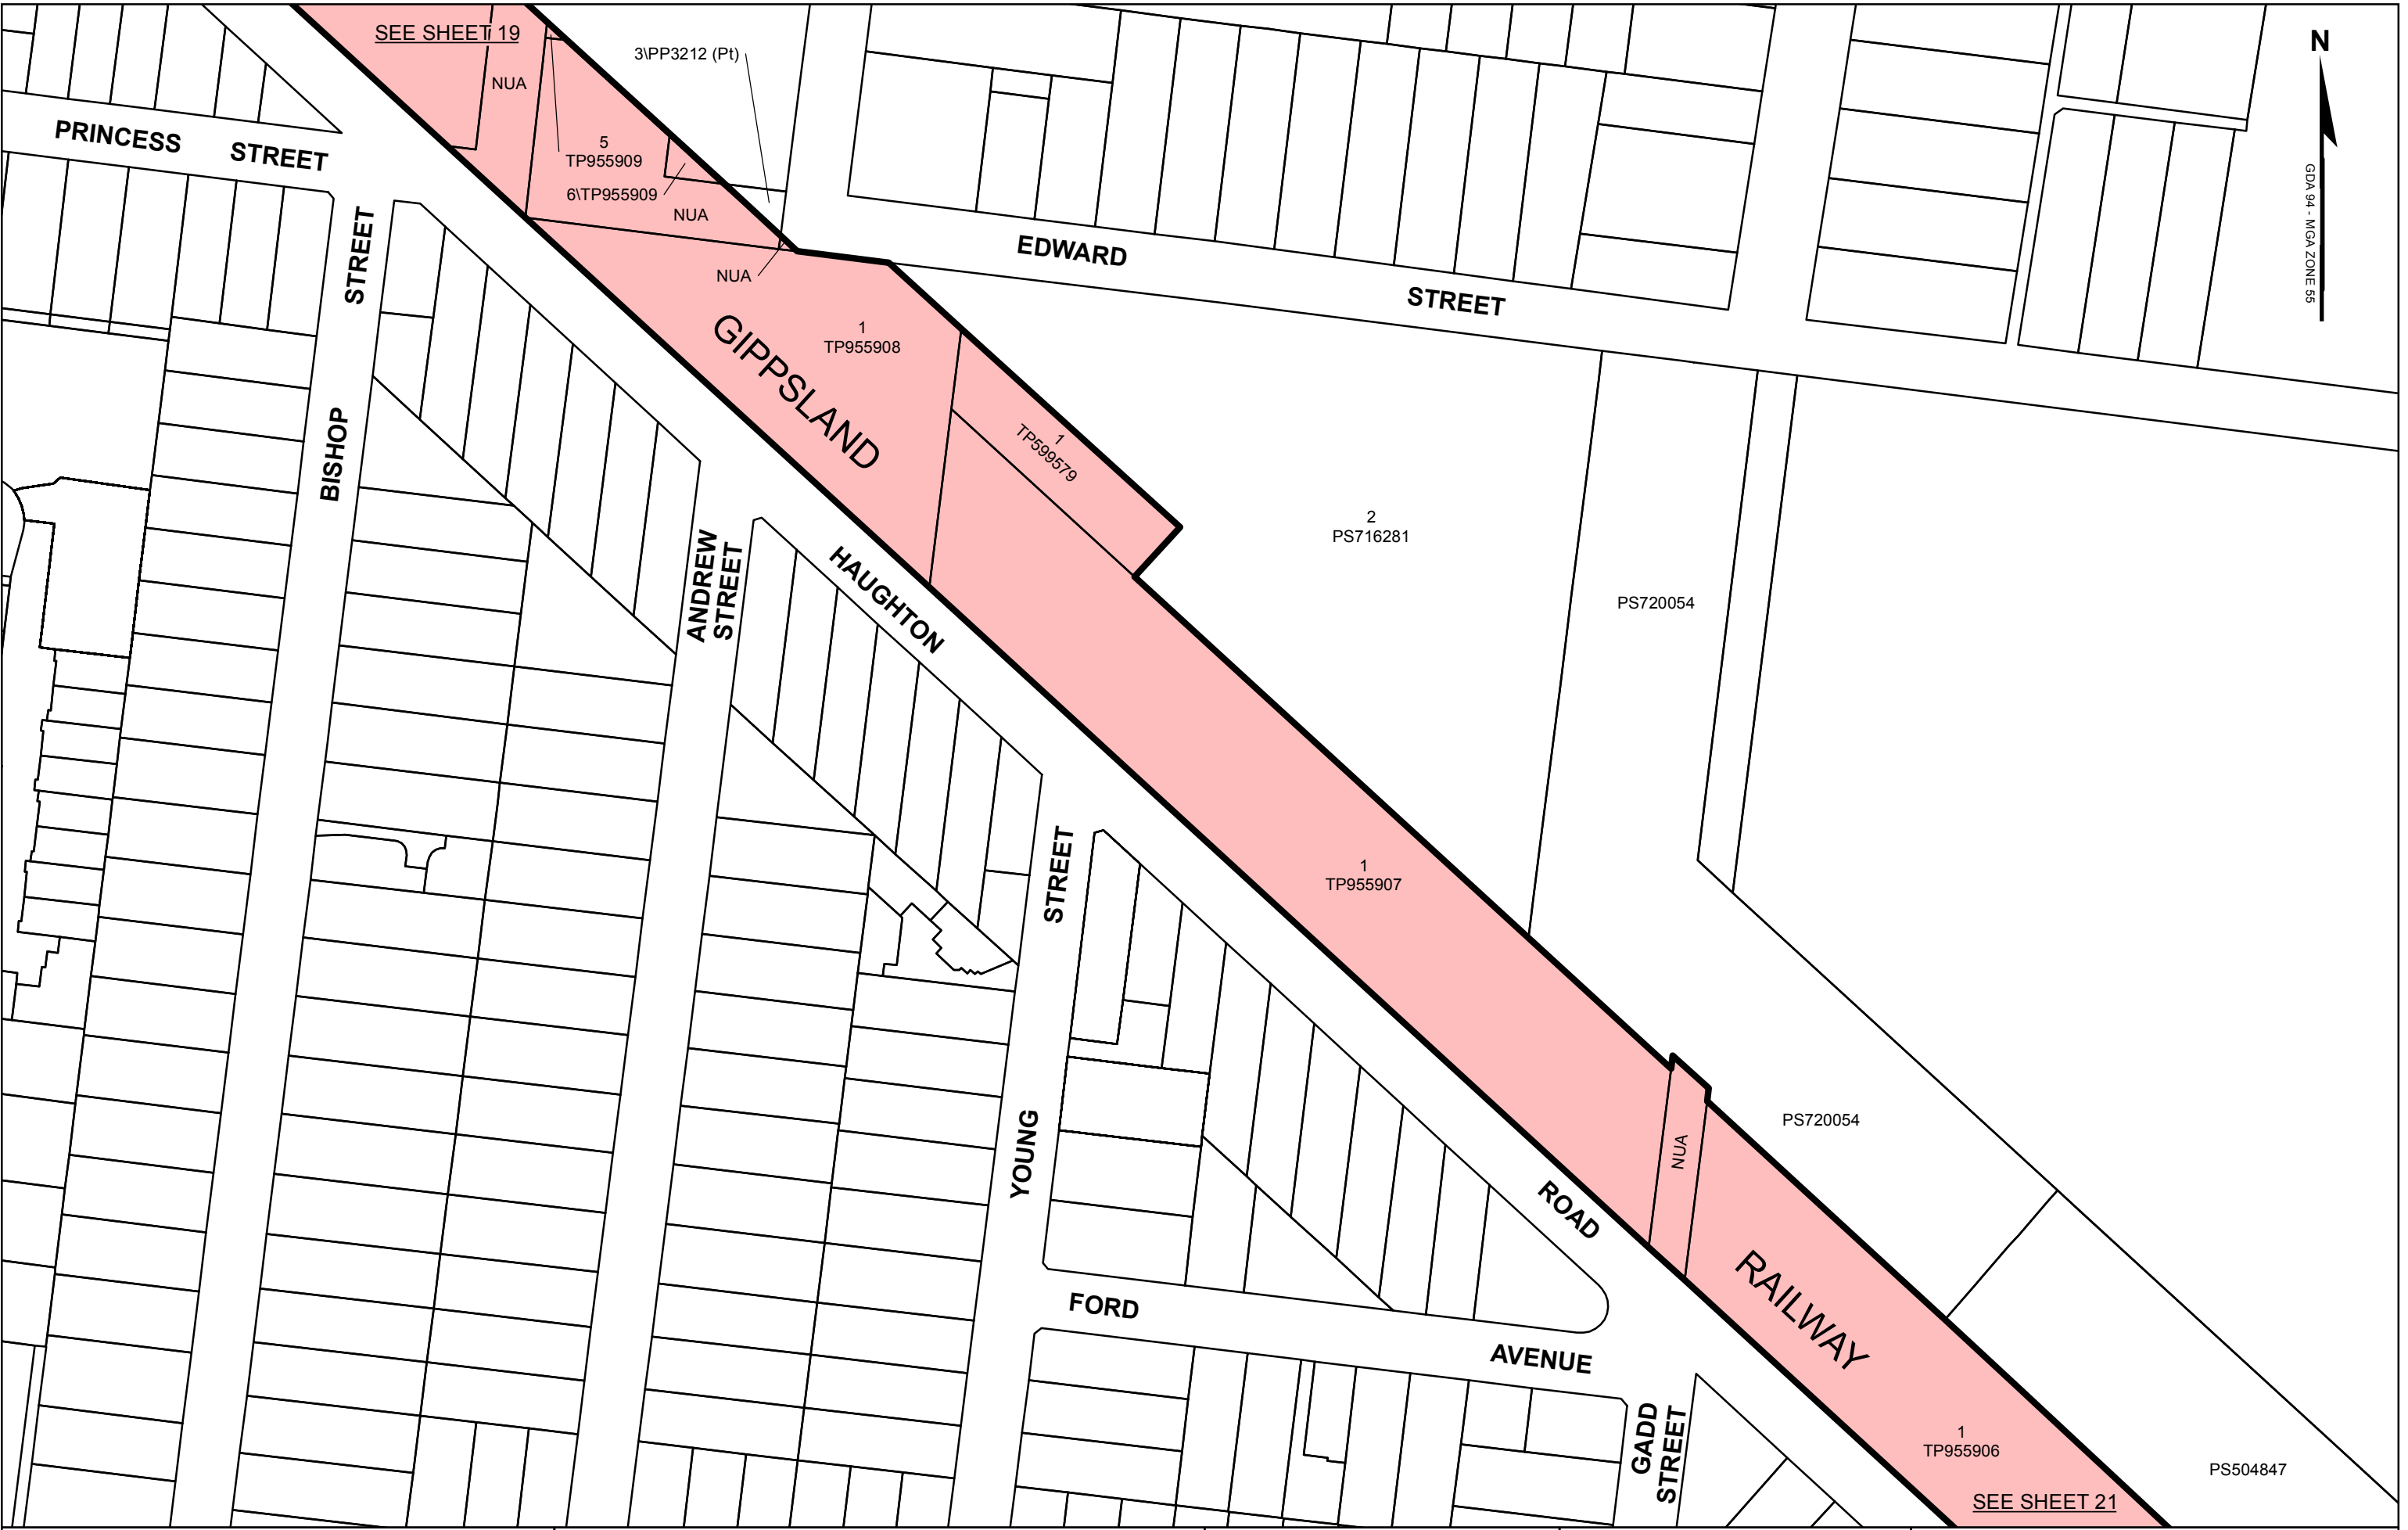 SEE SHEET 19
3\PP3212 (Pt)
N
NUA
PRINCESS STREET
5
TP955909
6\TP955909
NUA
GDA 94 - MGA ZONE 55
STREET
EDWARD
STREET
NUA
1
TP955908
GIPPSLAND
BISHOP
1
TP599579
2
PS716281
ANDREW
STREET
HAUGHTON
PS720054
STREET
1
TP955907
YOUNG
PS720054
NUA
ROAD
FORD
RAILWAY
AVENUE
GADD
STREET
1
TP955906
PS504847
SEE SHEET 21